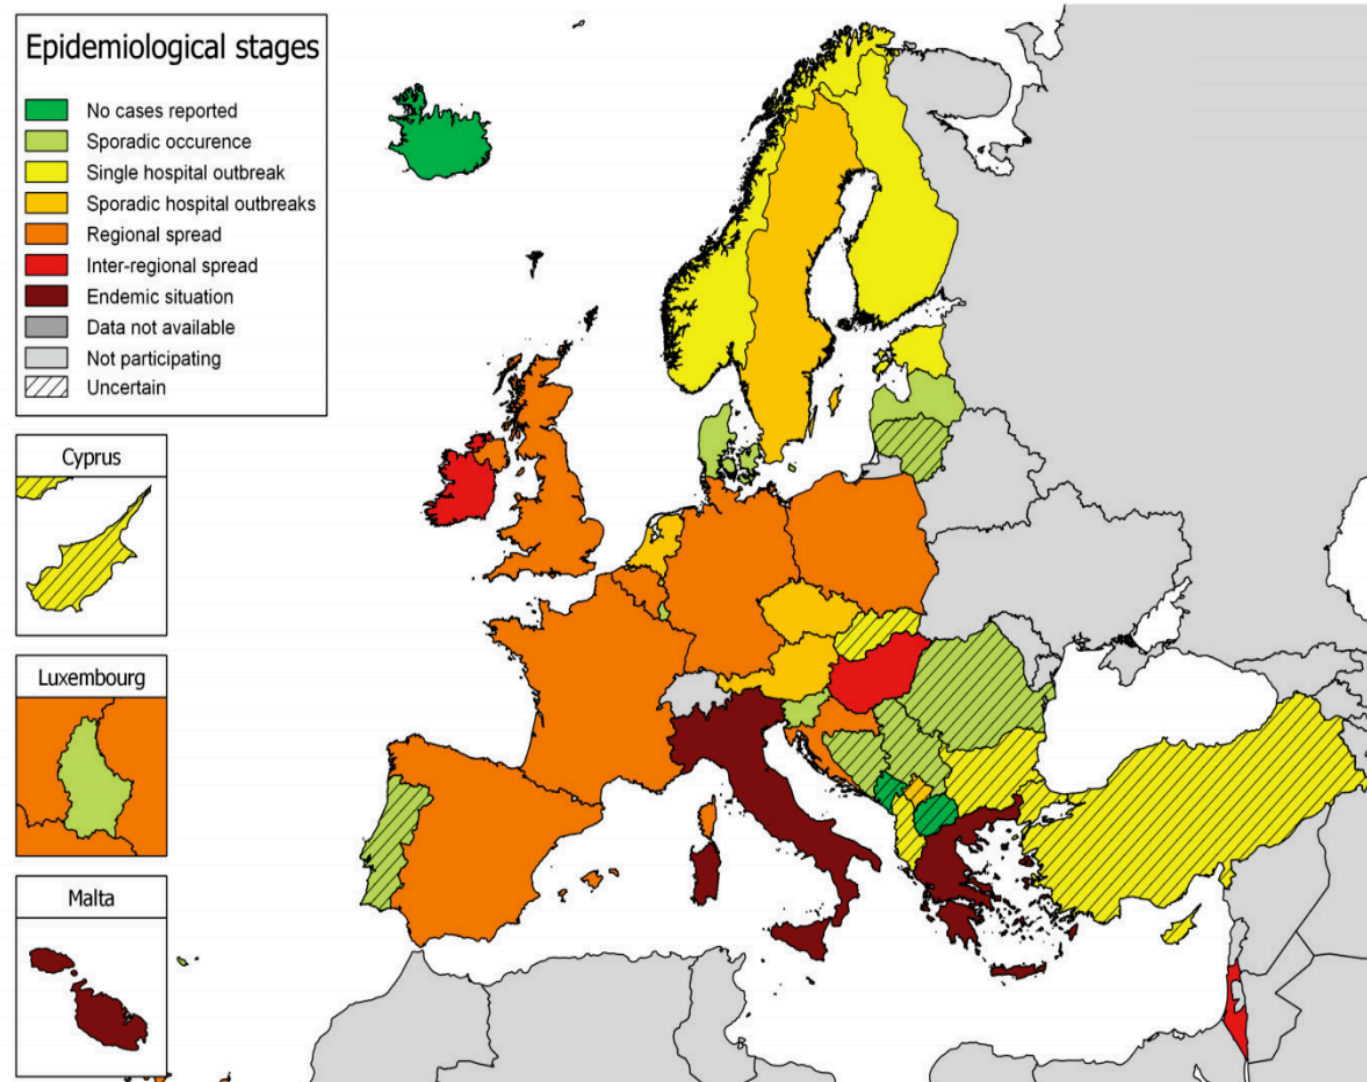 Epidemiological stages
No cases reported
Sporadic occurence
Single hospital outbreak
Sporadic hospital outbreaks
Regional spread
Inter-regional spread
Endemic situation
Data not available
Not participating
Uncertain
Cyprus
Luxembourg
Malta